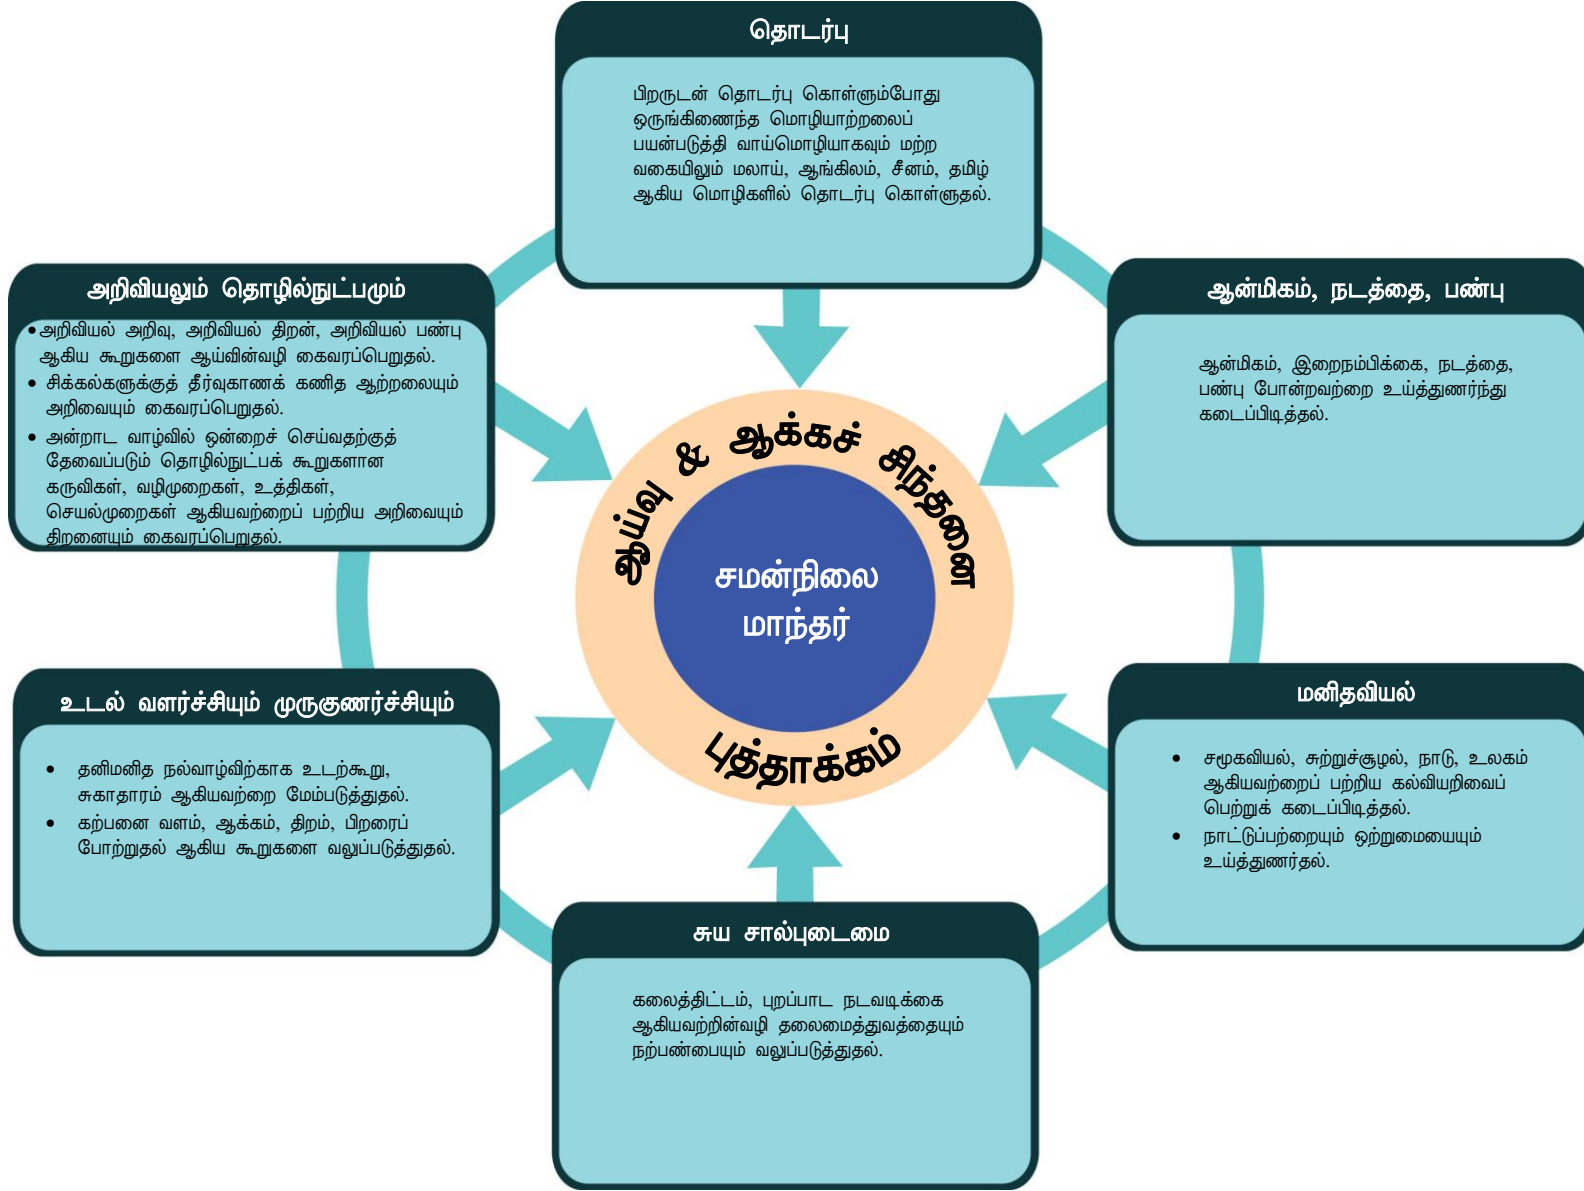 தொடர்பு
பிறருடன் தொடர்பு கொள்ளும்போது
ஒருங்கிணைந்த மொழியாற்றலைப்
பயன்படுத்தி வாய்மொழியாகவும் மற்ற
வகையிலும் மலாய், ஆங்கிலம், சீனம், தமிழ்
ஆகிய மொழிகளில் தொடர்பு கொள்ளுதல்.
அறிவியலும் தொழில்நுட்பமும்
•அறிவியல் அறிவு, அறிவியல் திறன், அறிவியல் பண்பு
ஆகிய கூறுகளை ஆய்வின்வழி கைவரப்பெறுதல்.
• சிக்கல்களுக்குத் தீர்வுகாணக் கணித ஆற்றலையும்
அறிவையும் கைவரப்பெறுதல்.
• அன்றாட வாழ்வில் ஒன்றைச் செய்வதற்குத்
தேவைப்படும் தொழில்நுட்பக் கூறுகளான
கருவிகள், வழிமுறைகள், உத்திகள்,
செயல்முறைகள் ஆகியவற்றைப் பற்றிய அறிவையும்
திறனையும் கைவரப்பெறுதல்.
ஆன்மிகம், நடத்தை, பண்பு
ஆன்மிகம், இறைநம்பிக்கை, நடத்தை,
பண்பு போன்றவற்றை உய்த்துணர்ந்து
கடைப்பிடித்தல்.
ஆய்வு & ஆக்கச் சிந்தனை
சமன்நிலை
மாந்தர்
புத்தாக்கம்
உடல் வளர்ச்சியும் முருகுணர்ச்சியும்
• தனிமனித நல்வாழ்விற்காக உடற்கூறு,
சுகாதாரம் ஆகியவற்றை மேம்படுத்துதல்.
• கற்பனை வளம், ஆக்கம், திறம், பிறரைப்
போற்றுதல் ஆகிய கூறுகளை வலுப்படுத்துதல்.
மனிதவியல்
• சமூகவியல், சுற்றுச்சூழல், நாடு, உலகம்
ஆகியவற்றைப் பற்றிய கல்வியறிவைப்
பெற்றுக் கடைப்பிடித்தல்.
• நாட்டுப்பற்றையும் ஒற்றுமையையும்
உய்த்துணர்தல்.
சுய சால்புடைமை
கலைத்திட்டம், புறப்பாட நடவடிக்கை
ஆகியவற்றின்வழி தலைமைத்துவத்தையும்
நற்பண்பையும் வலுப்படுத்துதல்.